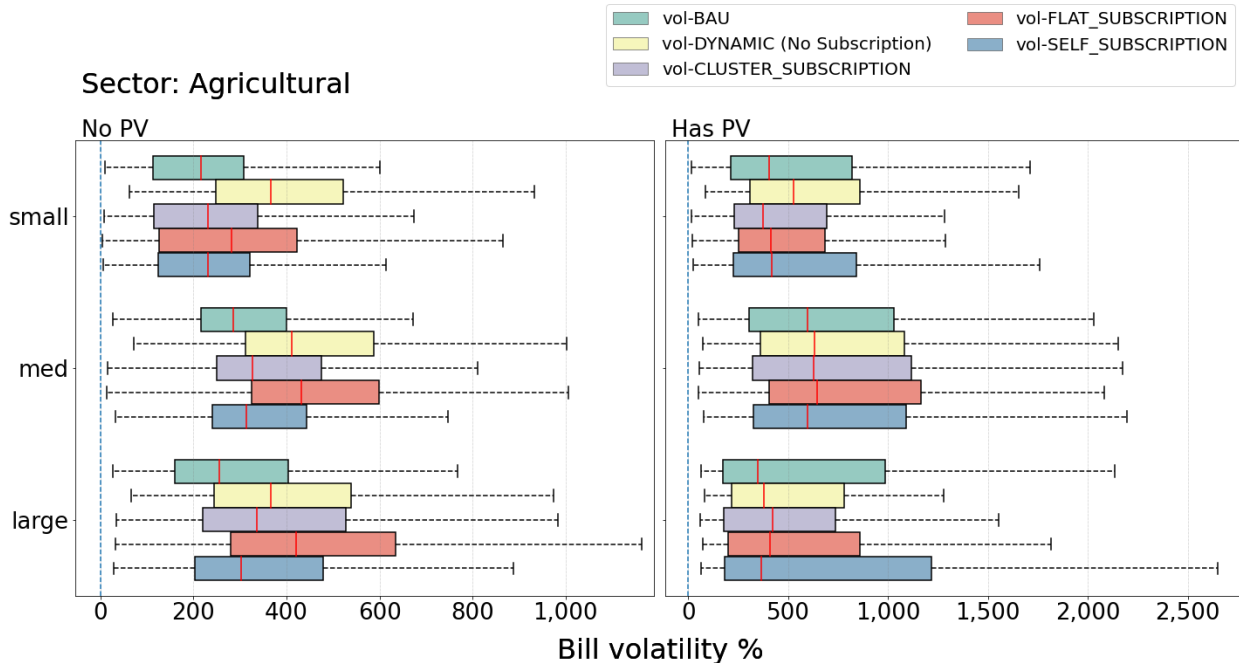 vol-BAU
vol-DYNAMIC (No Subscription)
vol-CLUSTER_SUBSCRIPTION
vol-FLAT_SUBSCRIPTION
vol-SELF_SUBSCRIPTION
Sector: Agricultural
No PV
Has PV
small
med
large
0 200 400 600 800 1,000
0 500 1,000 1,500 2,000 2,500
Bill volatility %